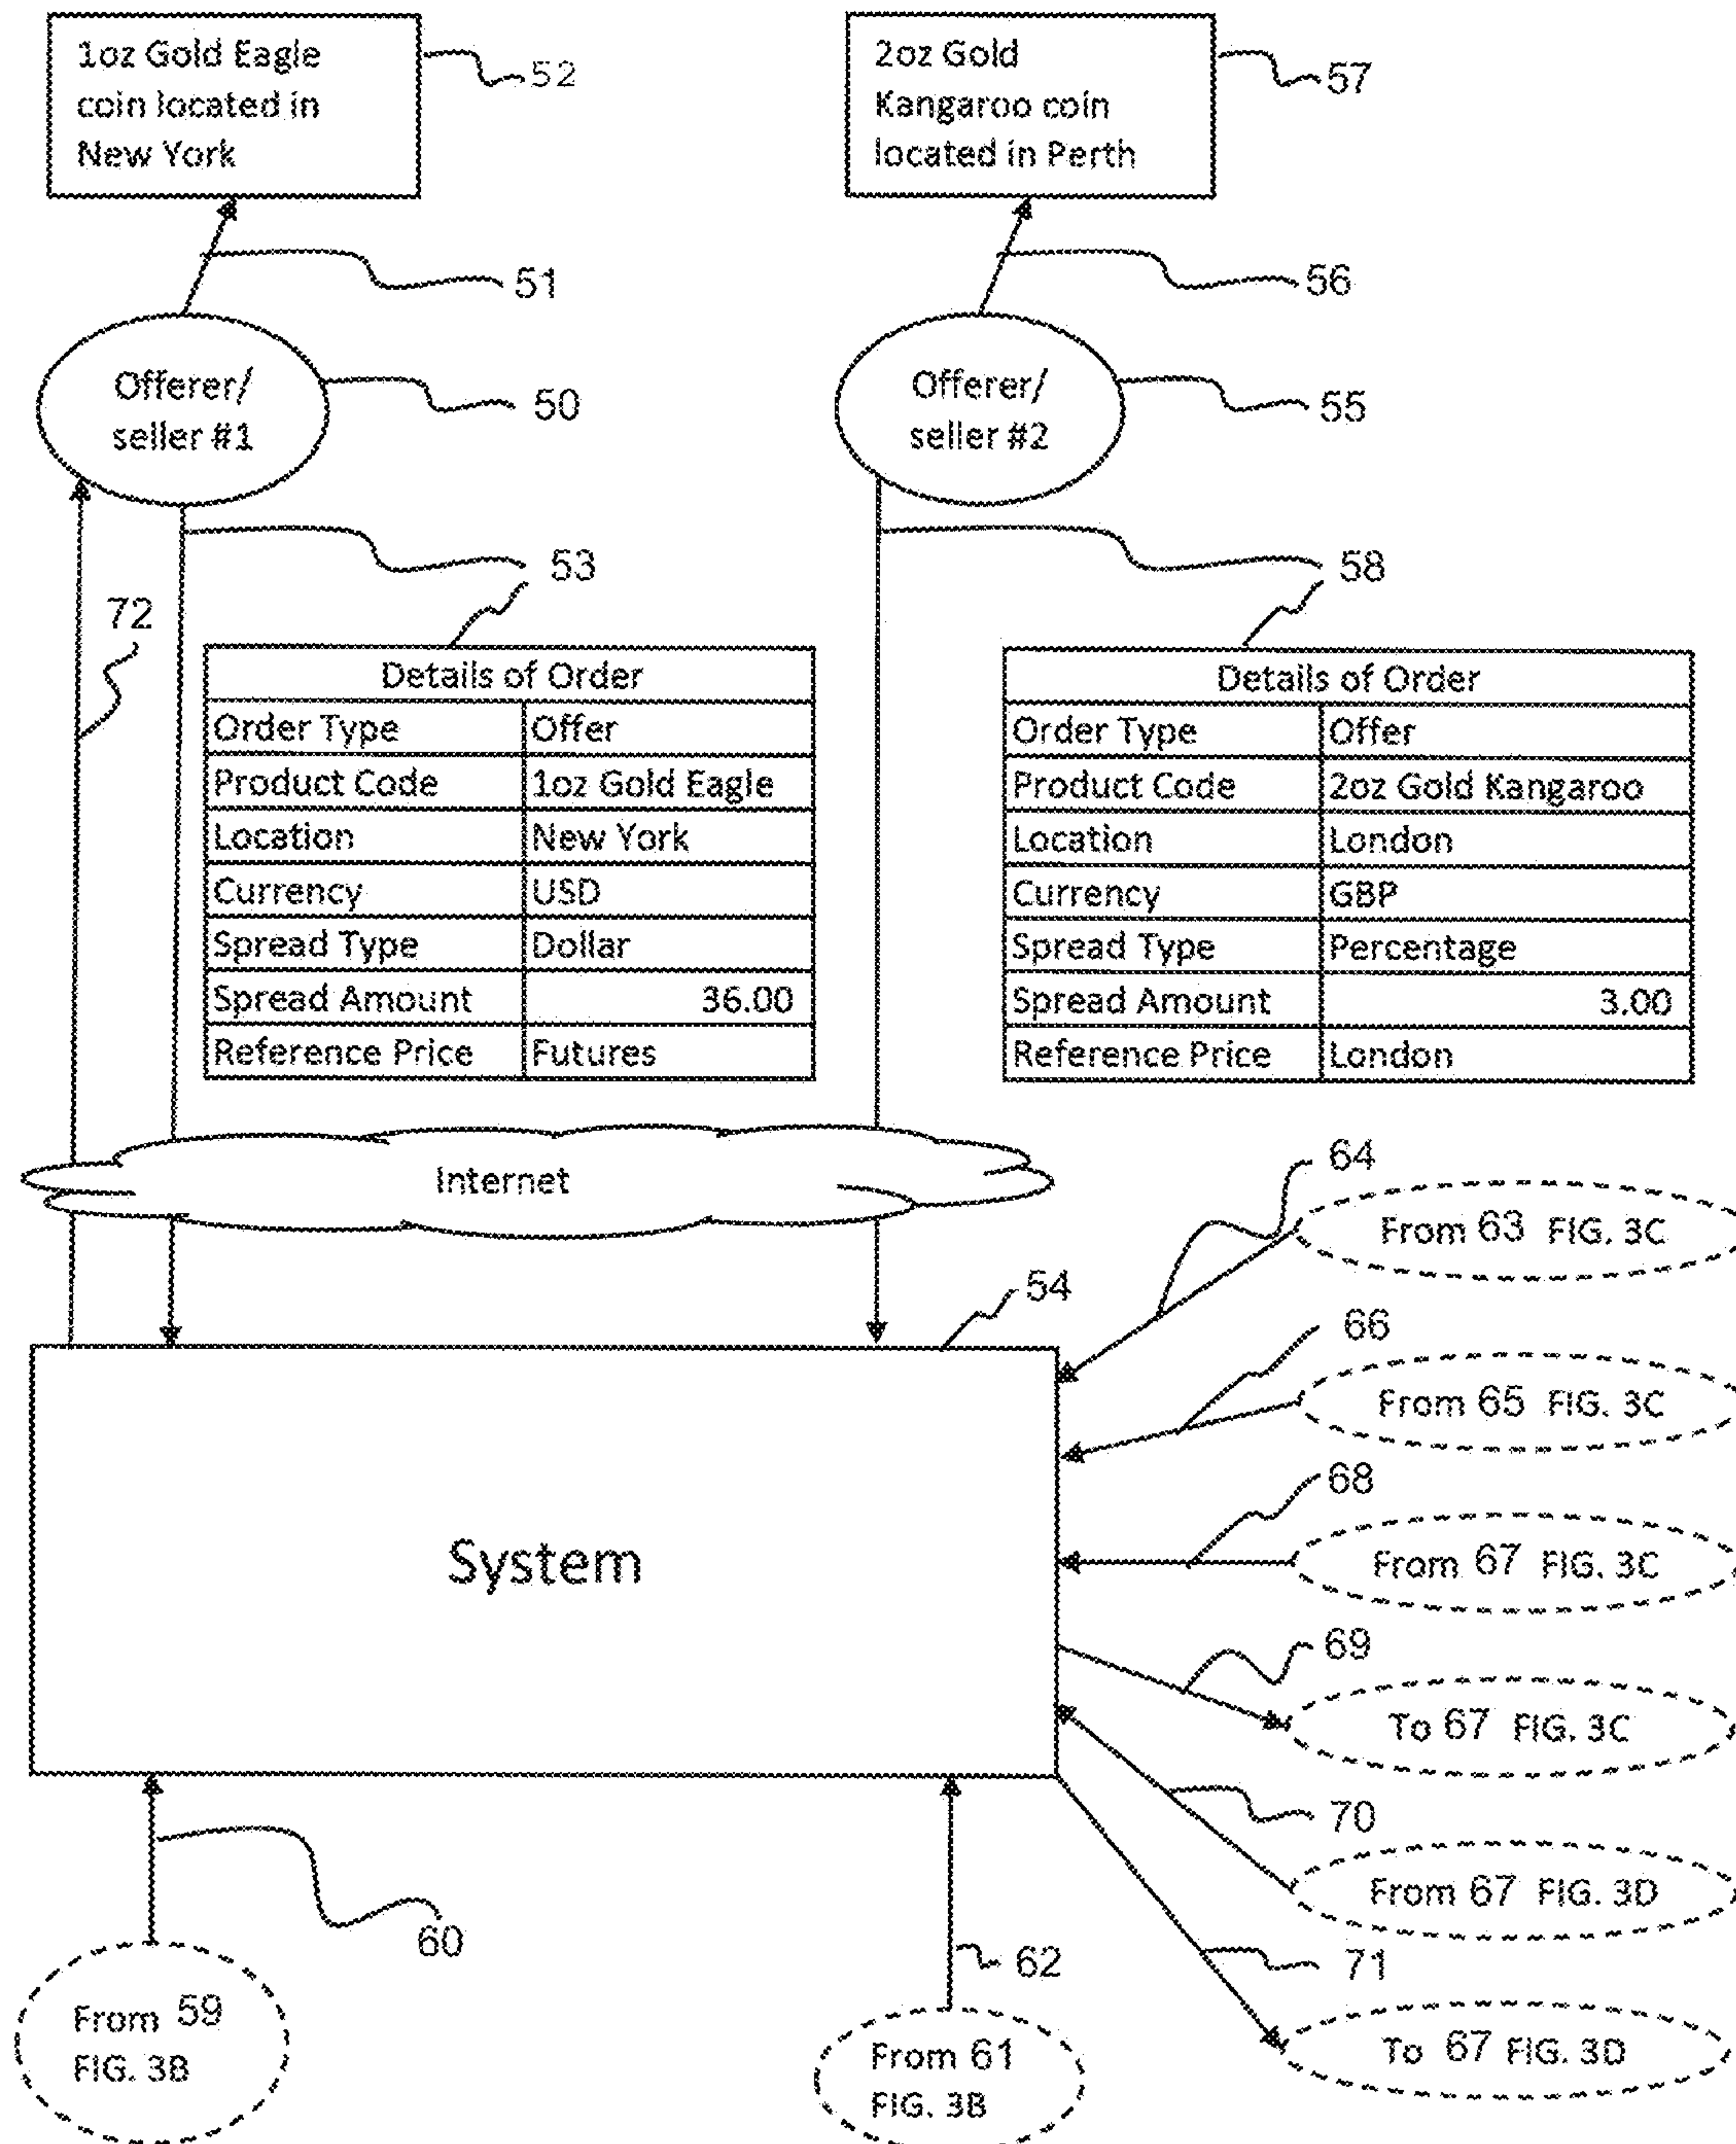 1oz Gold Eagle
coin located in
New York
52
2oz Gold
Kangaroo coin
located in Perth
57
51
56
Offerer/
seller #1
50
Offerer/
seller #2
55
53
58
72
Details of Order
Order Type Offer
Product Code 1oz Gold Eagle
Location New York
Currency USD
Spread Type Dollar
Spread Amount 36.00
Reference Price Futures
Details of Order
Order Type Offer
Product Code 2oz Gold Kangaroo
Location London
Currency GBP
Spread Type Percentage
Spread Amount 3.00
Reference Price London
Internet
64
From 63 FIG. 3C
54
66
From 65 FIG. 3C
68
From 67 FIG. 3C
System
69
To 67 FIG. 3C
70
From 67 FIG. 3D
71
To 67 FIG. 3D
60
From 59
FIG. 3B
62
From 61
FIG. 3B